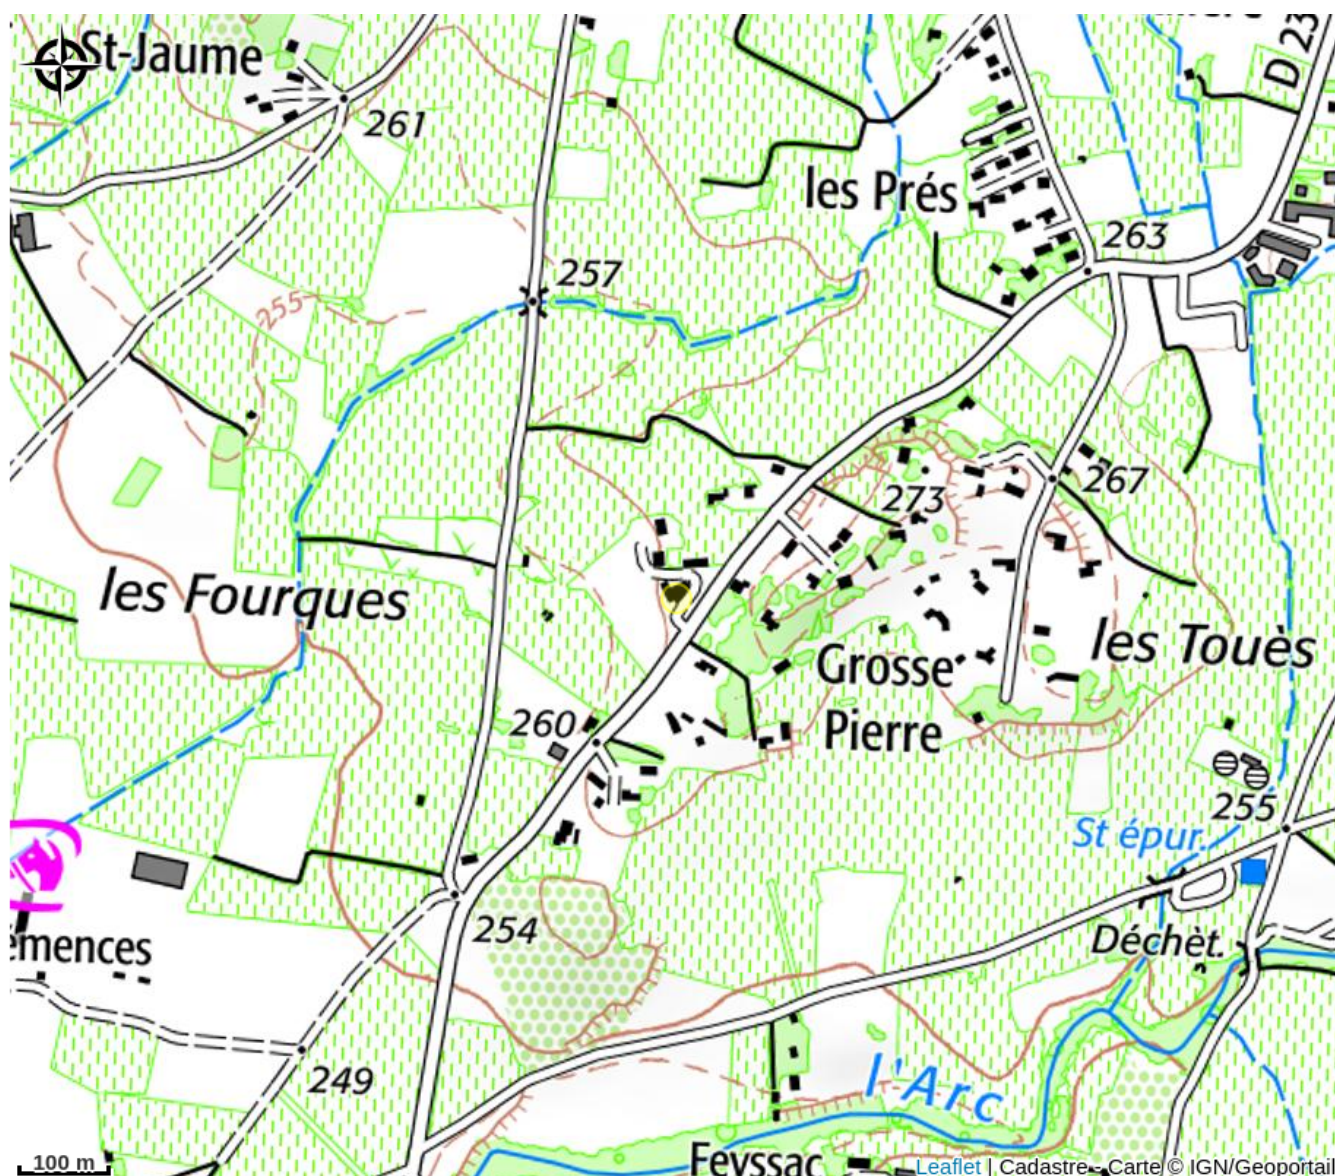 St-Jaume
261
D 23
les Prés
263
257
255
267
273
les Fourques
les Touès
Grosse
Pierre
260
255
St épur.
254
émences
Déchèt.
249
l'Arc
Feyssac
100 m
Leaflet | Cadastre - Carte © IGN/Geoportail